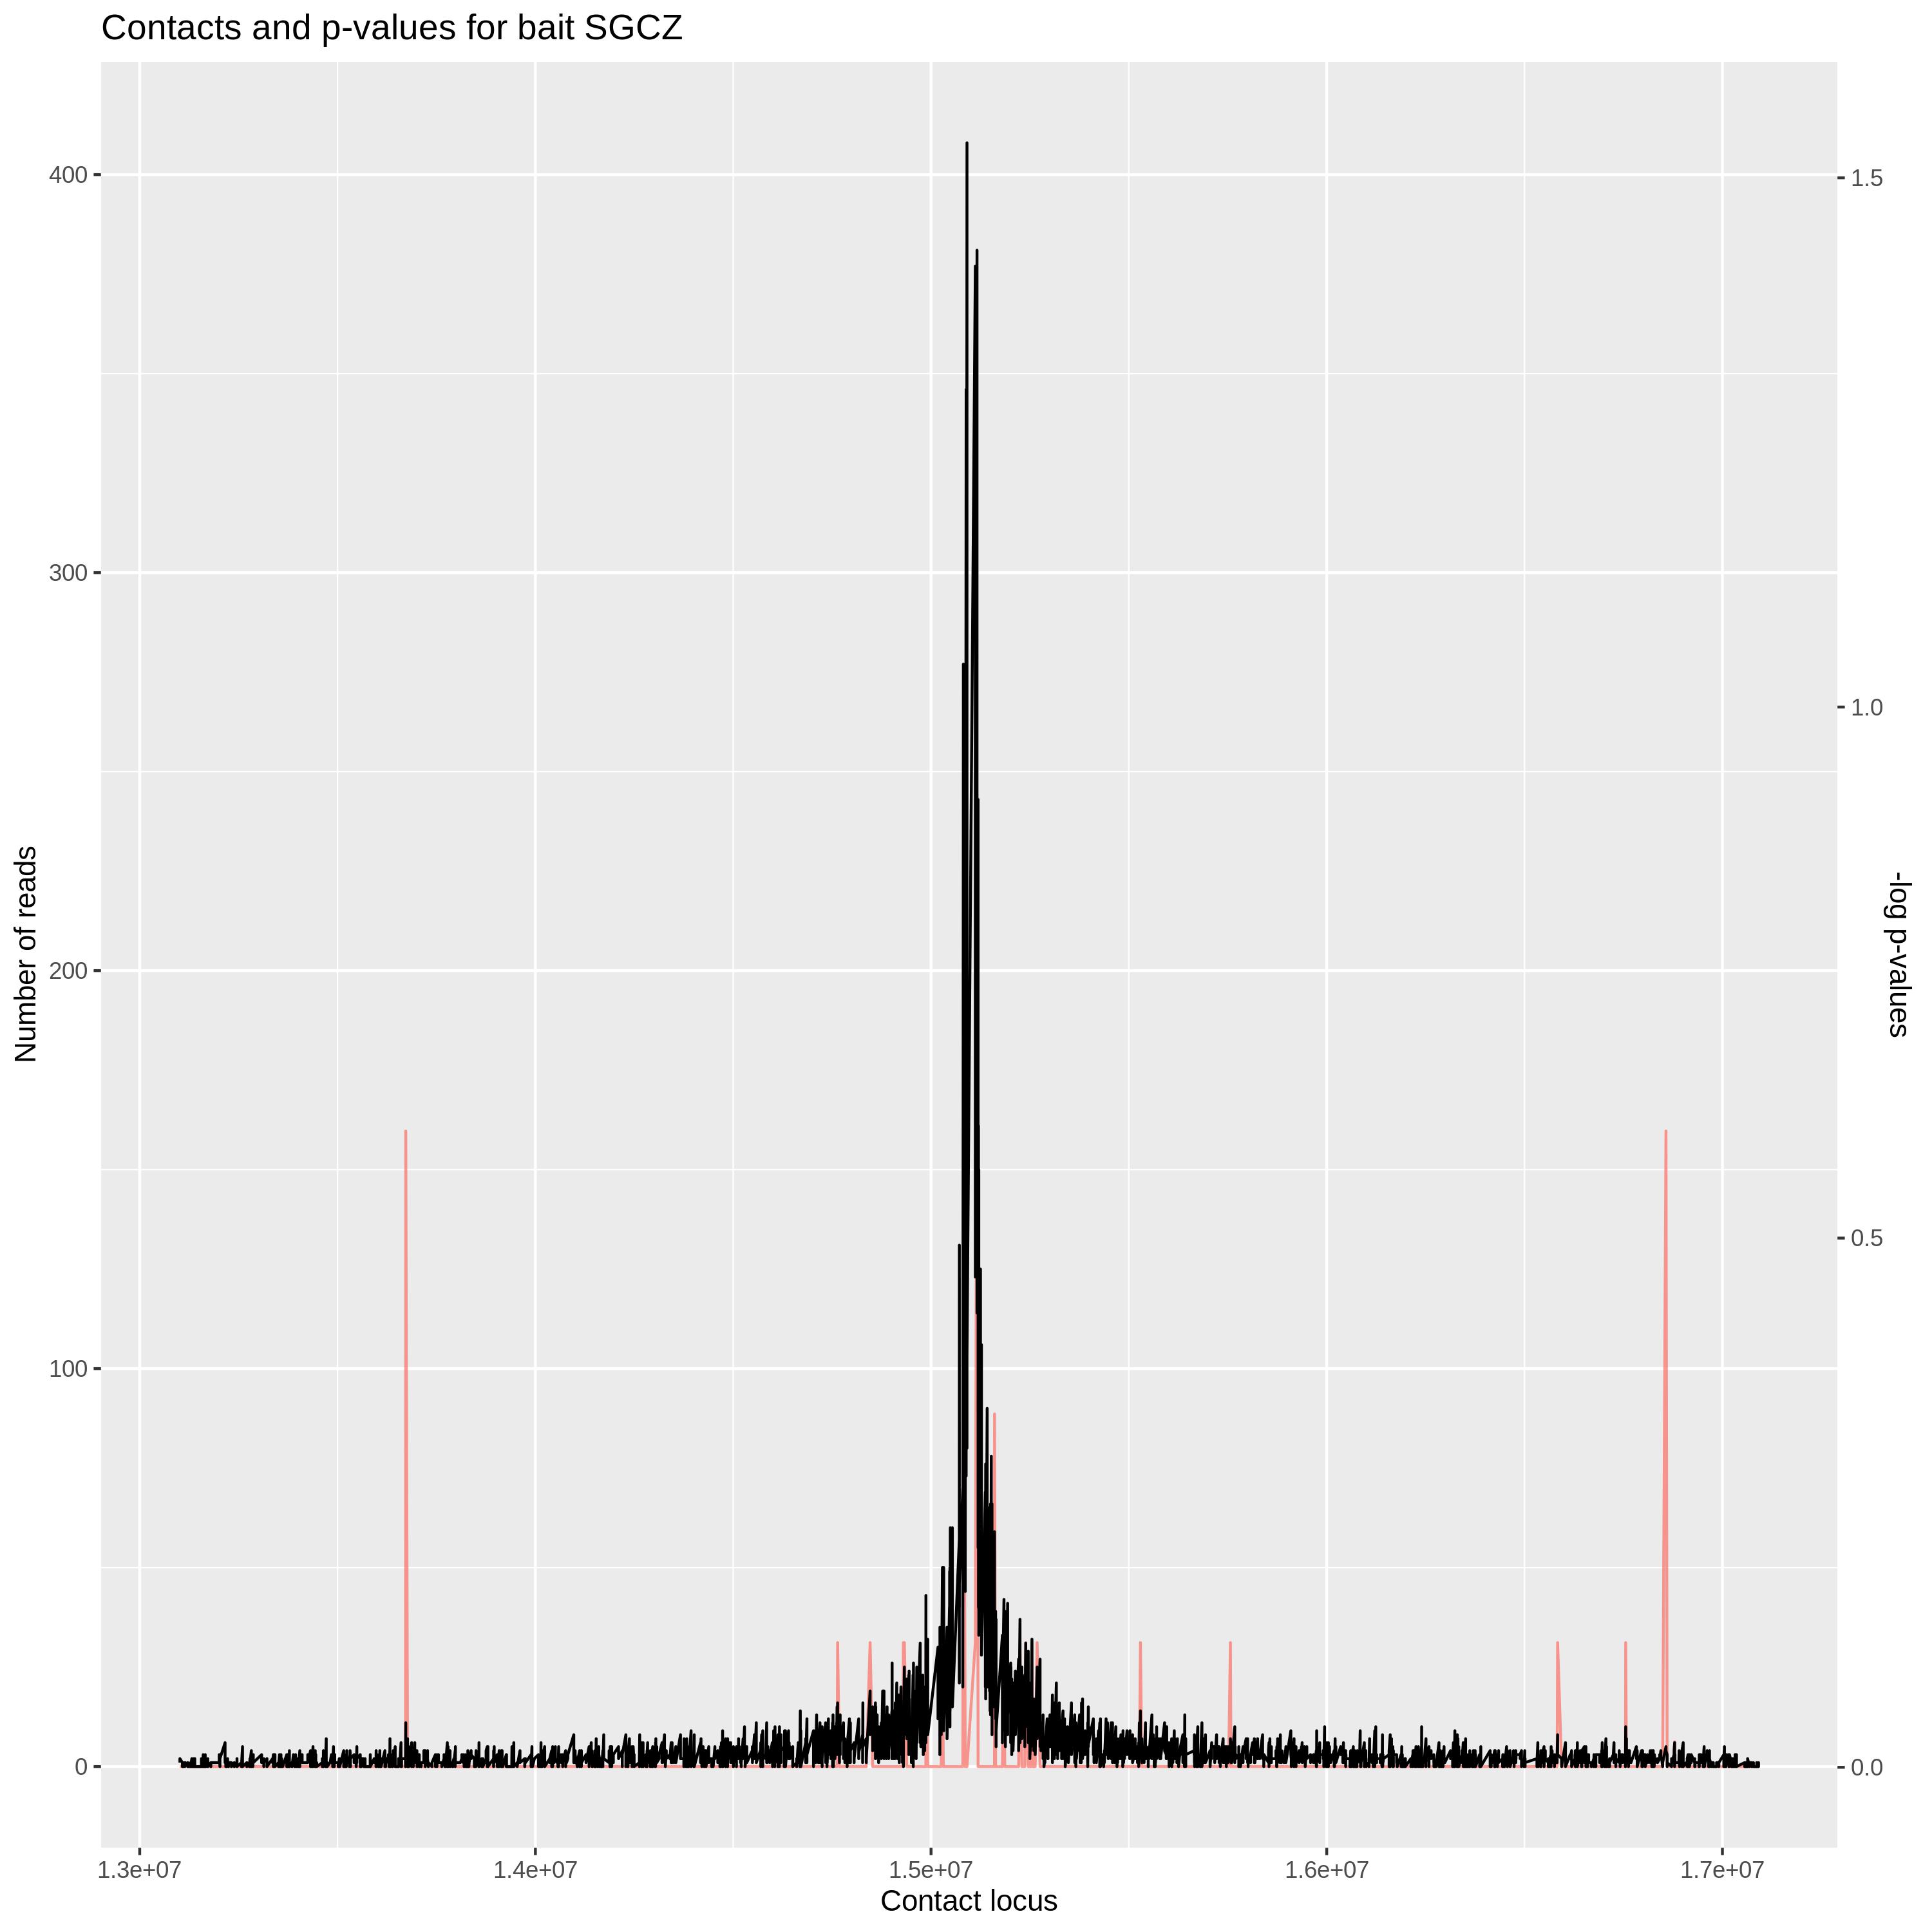 Contacts and p-values for bait SGCZ
400
300
200
100
0
Number of reads
1.5
1.0
0.5
0.0
-log p-values
1.3e+07
1.4e+07
1.5e+07
1.6e+07
1.7e+07
Contact locus